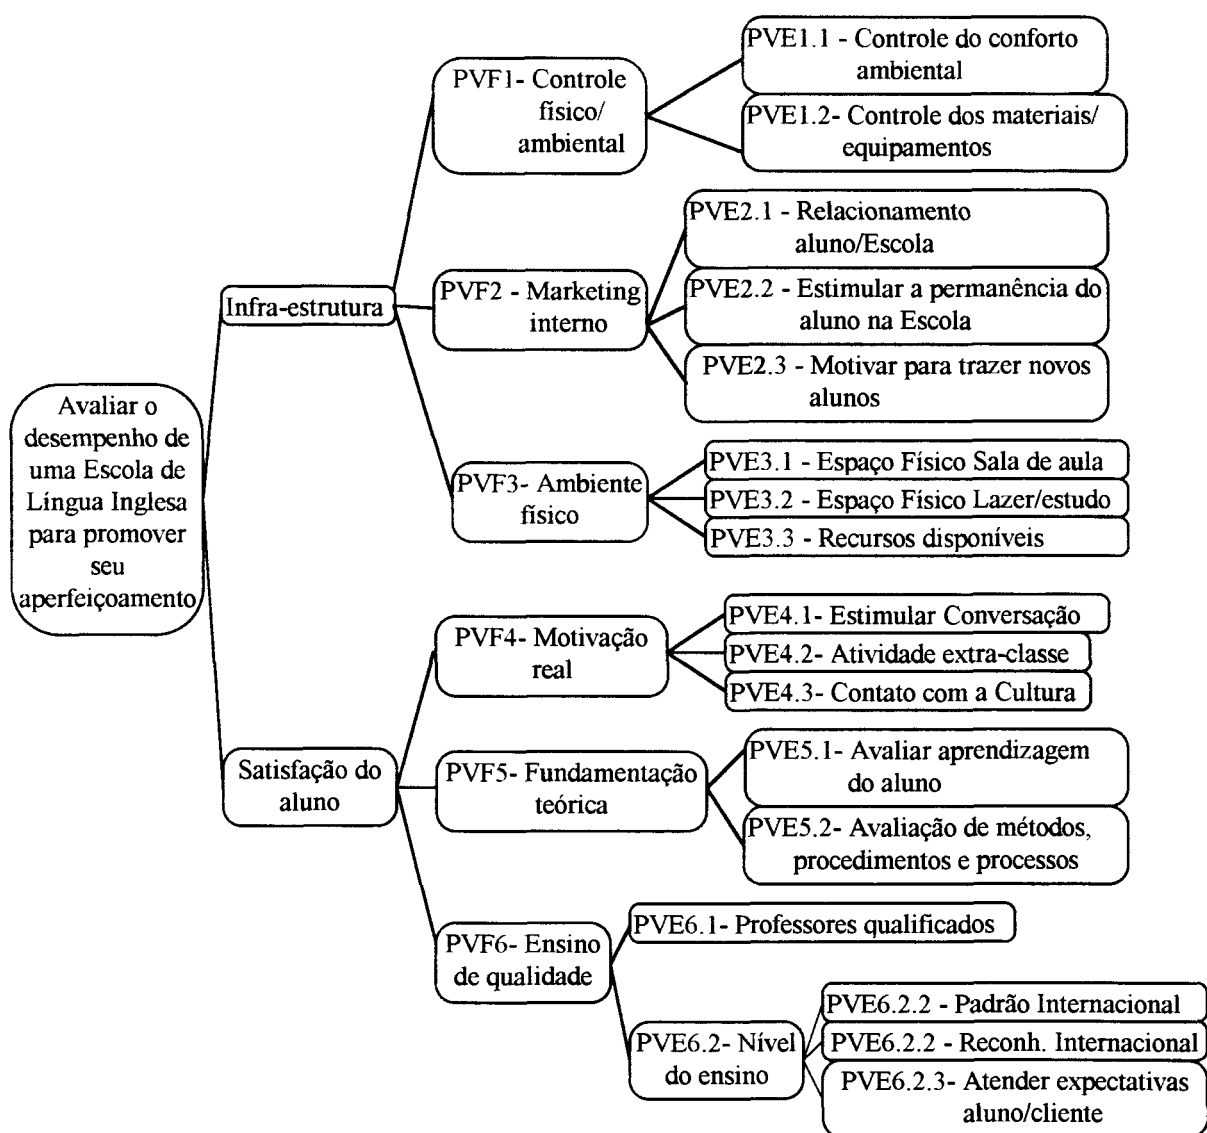 Avaliar o
desempenho de
uma Escola de
Língua Inglesa
para promover
seu
aperfeiçoamento
Infra-estrutura
PVF1- Controle
físico/
ambiental
PVE1.1 - Controle do conforto
ambiental
PVE1.2- Controle dos materiais/
equipamentos
PVF2 - Marketing
interno
PVE2.1 - Relacionamento
aluno/Escola
PVE2.2 - Estimular a permanência do
aluno na Escola
PVE2.3 - Motivar para trazer novos
alunos
PVF3- Ambiente
físico
PVE3.1 - Espaço Físico Sala de aula
PVE3.2 - Espaço Físico Lazer/estudo
PVE3.3 - Recursos disponíveis
Satisfação do
aluno
PVF4- Motivação
real
PVE4.1- Estimular Conversação
PVE4.2- Atividade extra-classe
PVE4.3- Contato com a Cultura
PVF5- Fundamentação
teórica
PVE5.1- Avaliar aprendizagem
do aluno
PVE5.2- Avaliação de métodos,
procedimentos e processos
PVF6- Ensino
de qualidade
PVE6.1- Professores qualificados
PVE6.2- Nível
do ensino
PVE6.2.2 - Padrão Internacional
PVE6.2.2 - Reconh. Internacional
PVE6.2.3- Atender expectativas
aluno/cliente